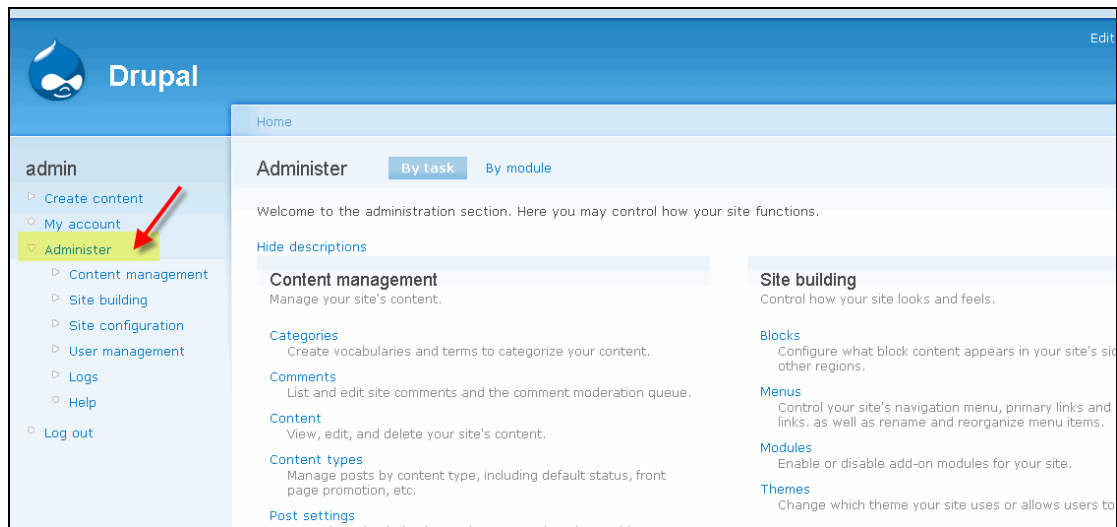 Edit
Drupal
Home
admin
Create content
My account
Administer
Content management
Site building
Site configuration
User management
Logs
Help
Log out
Administer
By task
By module
Welcome to the administration section. Here you may control how your site functions.
Hide descriptions
Content management
Manage your site's content.
Categories
Create vocabularies and terms to categorize your content.
Comments
List and edit site comments and the comment moderation queue.
Content
View, edit, and delete your site's content.
Content types
Manage posts by content type, including default status, front
page promotion, etc.
Post settings
Site building
Control how your site looks and feels.
Blocks
Configure what block content appears in your site's
other regions.
Menus
Control your site's navigation menu, primary links and
links. as well as rename and reorganize menu items.
Modules
Enable or disable add-on modules for your site.
Themes
Change which theme your site uses or allows users to